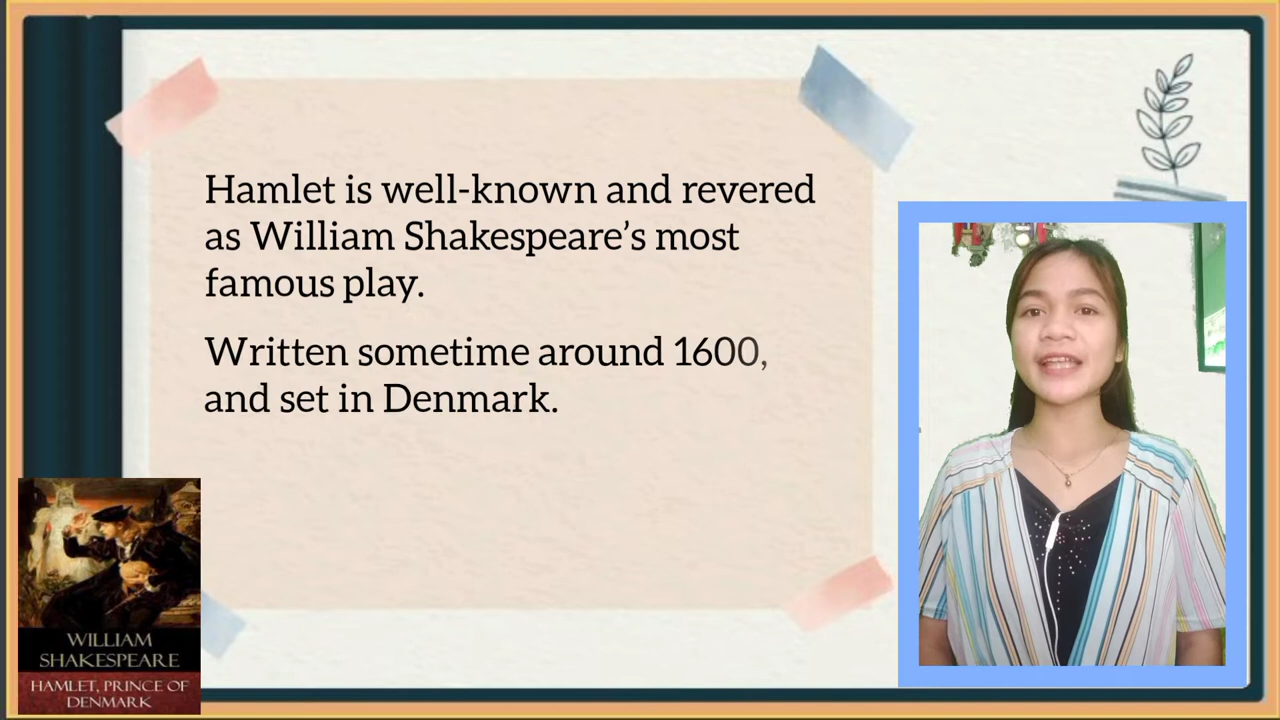 Hamlet is well-known and revered
as William Shakespeare’s most
famous play.
Written sometime around 1600,
and set in Denmark.
WILLIAM
SHAKESPEARE
HAMLET, PRINCE OF
DENMARK